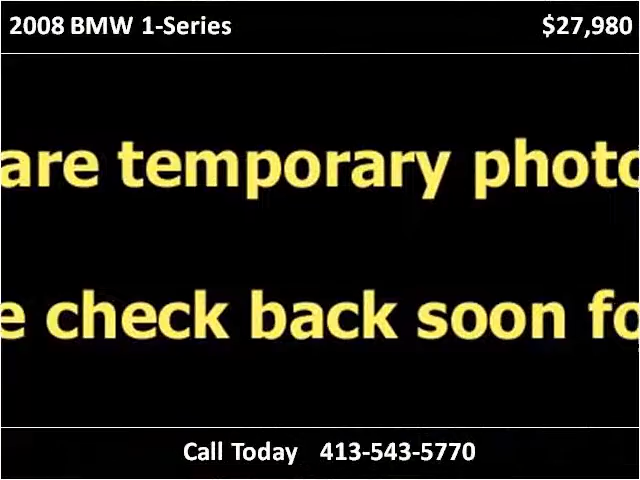 2008 BMW 1-Series $27,980
are temporary photo
e check back soon fo
Call Today 413-543-5770